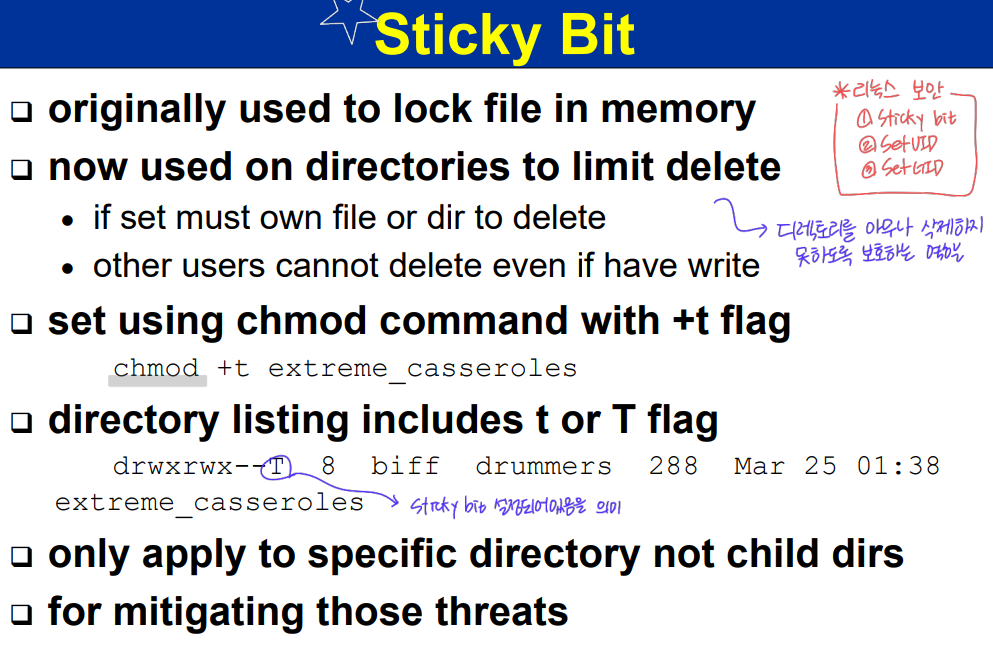 Sticky Bit
❑ originally used to lock file in memory
*리눅스 보안
① Sticky bit
② SetUID
③ SetGID
❑ now used on directories to limit delete
• if set must own file or dir to delete
→ 디렉토리를 아무나 삭제하지
못하도록 보호하는 역할
• other users cannot delete even if have write
❑ set using chmod command with +t flag
chmod +t extreme_casseroles
❑ directory listing includes t or T flag
drwxrwx--T 8 biff drummers 288 Mar 25 01:38
extreme_casseroles
→ Sticky bit 설정되어있음을 의미
❑ only apply to specific directory not child dirs
❑ for mitigating those threats